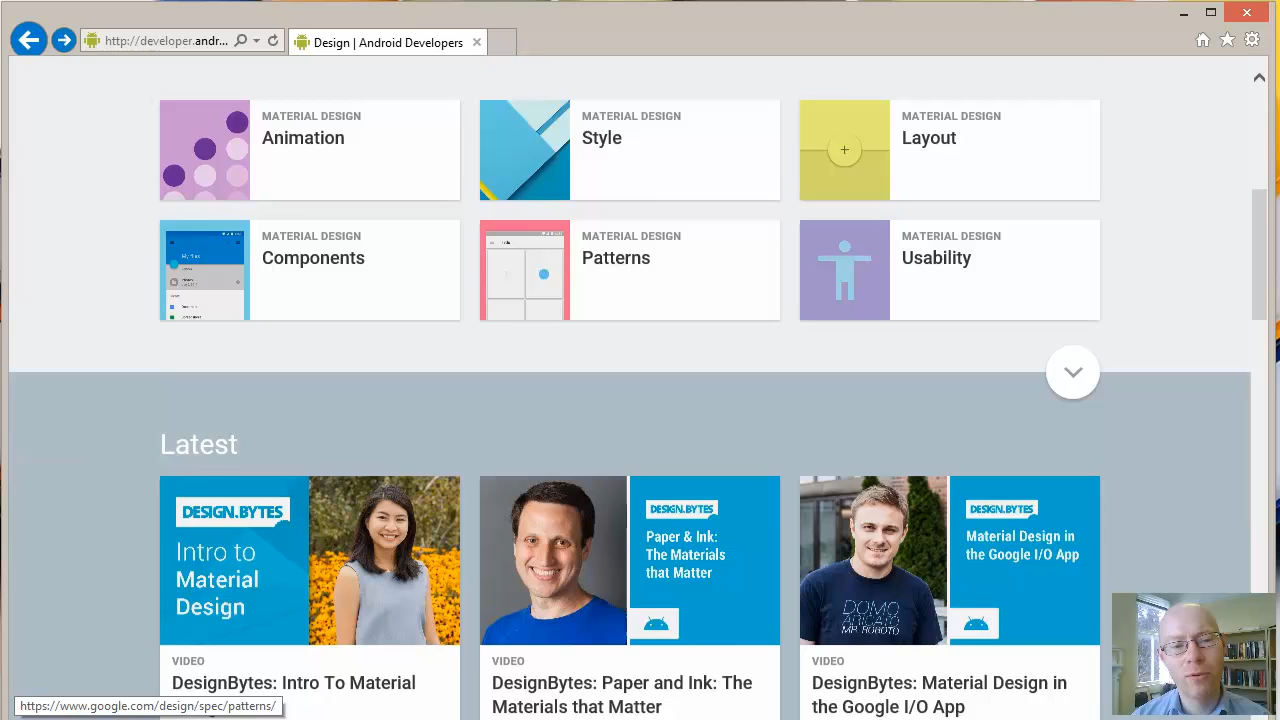 http://developer.andr...
Design | Android Developers
MATERIAL DESIGN
Animation
MATERIAL DESIGN
Style
MATERIAL DESIGN
Layout
MATERIAL DESIGN
Components
MATERIAL DESIGN
Patterns
MATERIAL DESIGN
Usability
Latest
DESIGN.BYTES
Intro to
Material
Design
DESIGN.BYTES
Paper & Ink:
The Materials
that Matter
DOMO
ARIGATO
MR. ROBOTO
DESIGN.BYTES
Material Design in
the Google I/O App
VIDEO
DesignBytes: Intro To Material
VIDEO
DesignBytes: Paper and Ink: The
Materials that Matter
VIDEO
DesignBytes: Material Design in
the Google I/O App
https://www.google.com/design/spec/patterns/